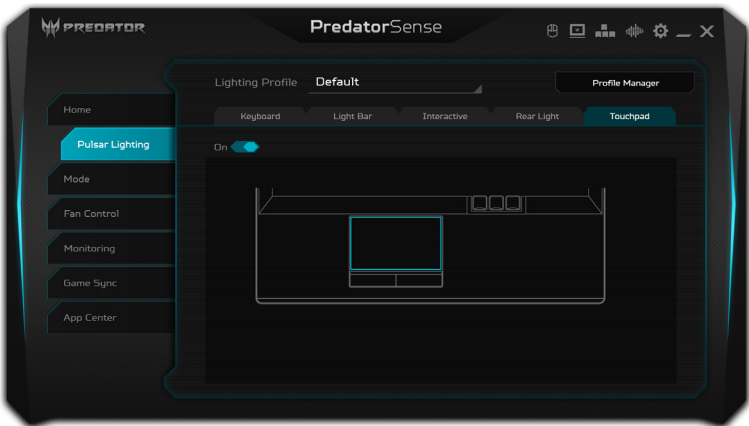 PREDATOR
PredatorSense
Lighting Profile Default
Profile Manager
Keyboard Light Bar Interactive Rear Light Touchpad
On
Home
Pulsar Lighting
Mode
Fan Control
Monitoring
Game Sync
App Center